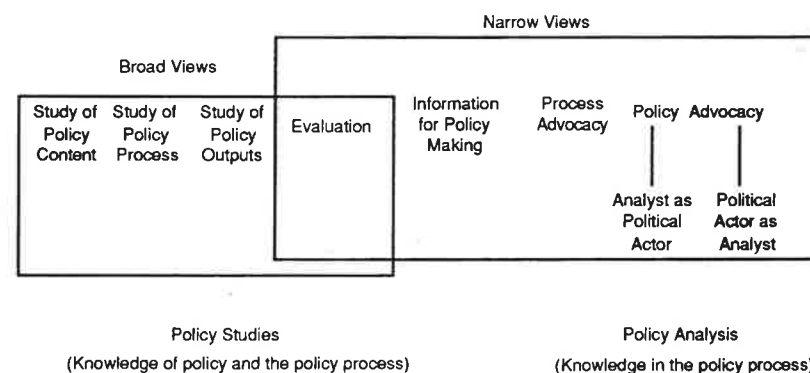 Narrow Views
Broad Views
Study of Policy Content
Study of Policy Process
Study of Policy Outputs
Evaluation
Information for Policy Making
Process Advocacy
Policy Advocacy
Analyst as Political Actor
Political Actor as Analyst
Policy Studies
(Knowledge of policy and the policy process)
Policy Analysis
(Knowledge in the policy process)